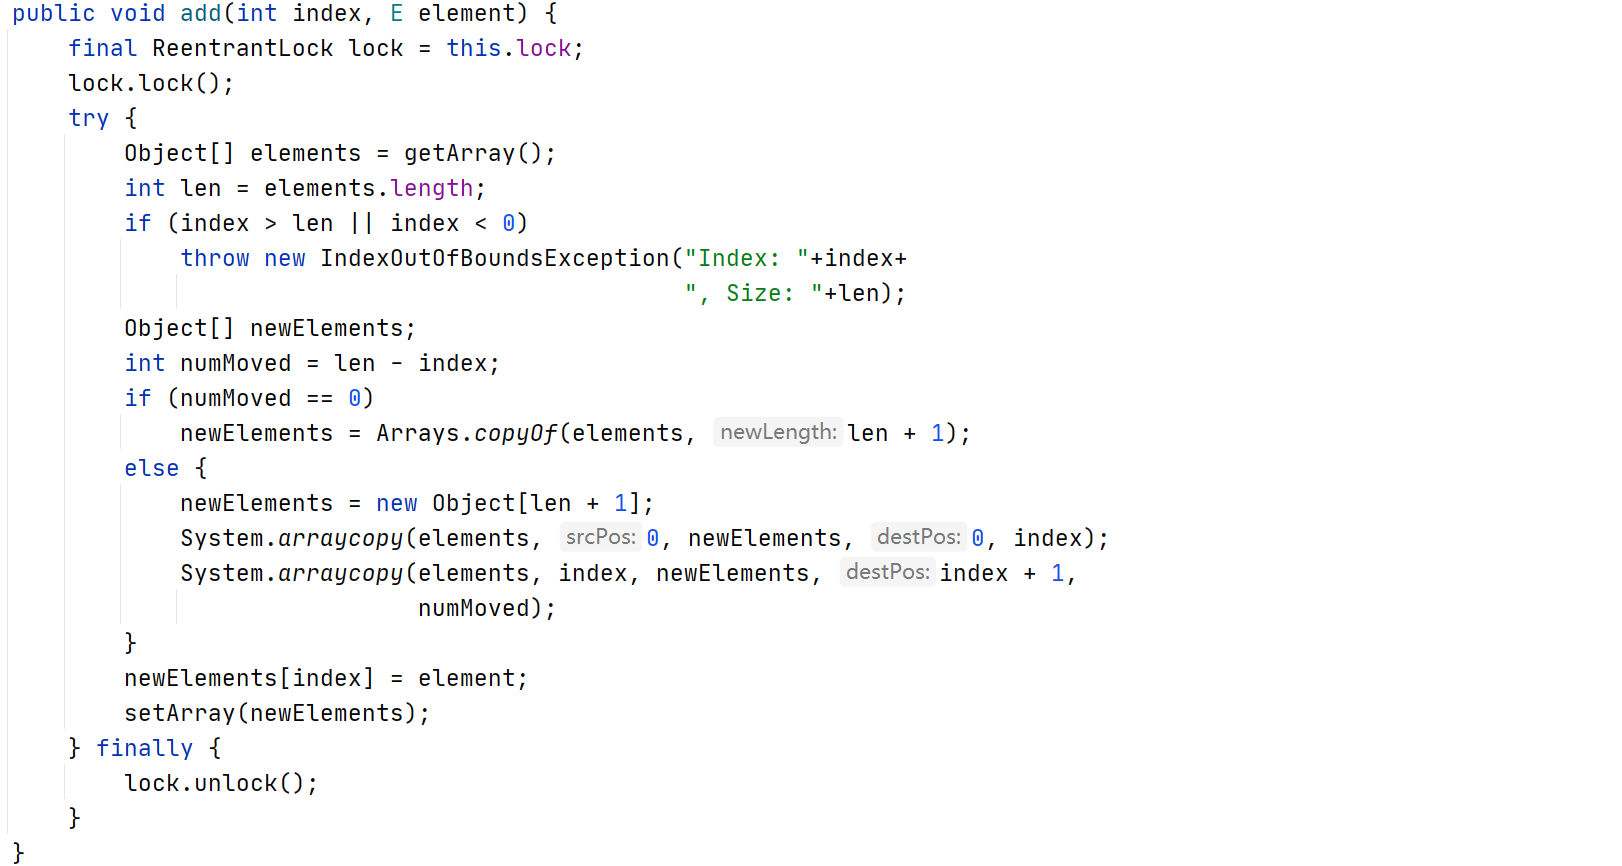 public void add(int index, E element) {
    final ReentrantLock lock = this.lock;
    lock.lock();
    try {
        Object[] elements = getArray();
        int len = elements.length;
        if (index > len || index < 0)
            throw new IndexOutOfBoundsException("Index: "+index+
                                                ", Size: "+len);
        Object[] newElements;
        int numMoved = len - index;
        if (numMoved == 0)
            newElements = Arrays.copyOf(elements, newLength: len + 1);
        else {
            newElements = new Object[len + 1];
            System.arraycopy(elements, srcPos: 0, newElements, destPos: 0, index);
            System.arraycopy(elements, index, newElements, destPos: index + 1,
                             numMoved);
        }
        newElements[index] = element;
        setArray(newElements);
    } finally {
        lock.unlock();
    }
}